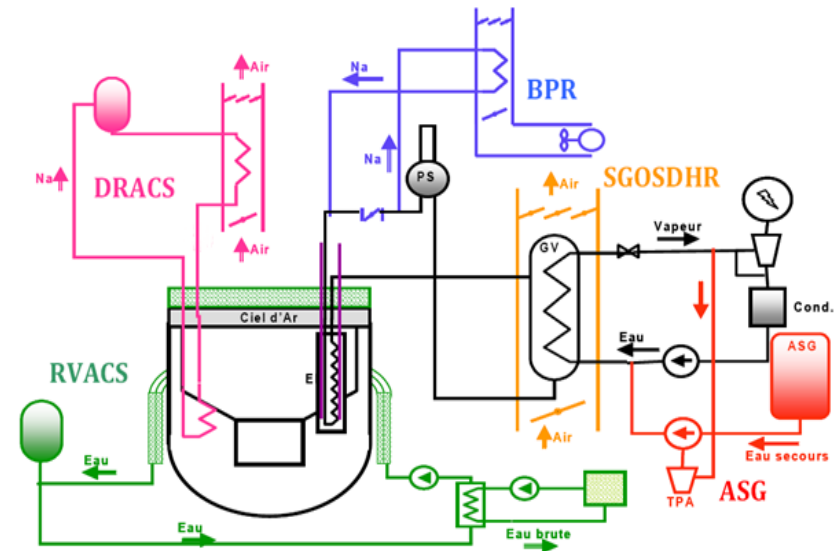 Air
Na
BPR
Na
DRACS
Na
PS
SGOSDHR
Air
Air
Vapeur
GV
Ciel d'Ar
Cond.
RVACS
E
Eau
ASG
Air
Eau
Eau secours
TPA
ASG
Eau
Eau brute